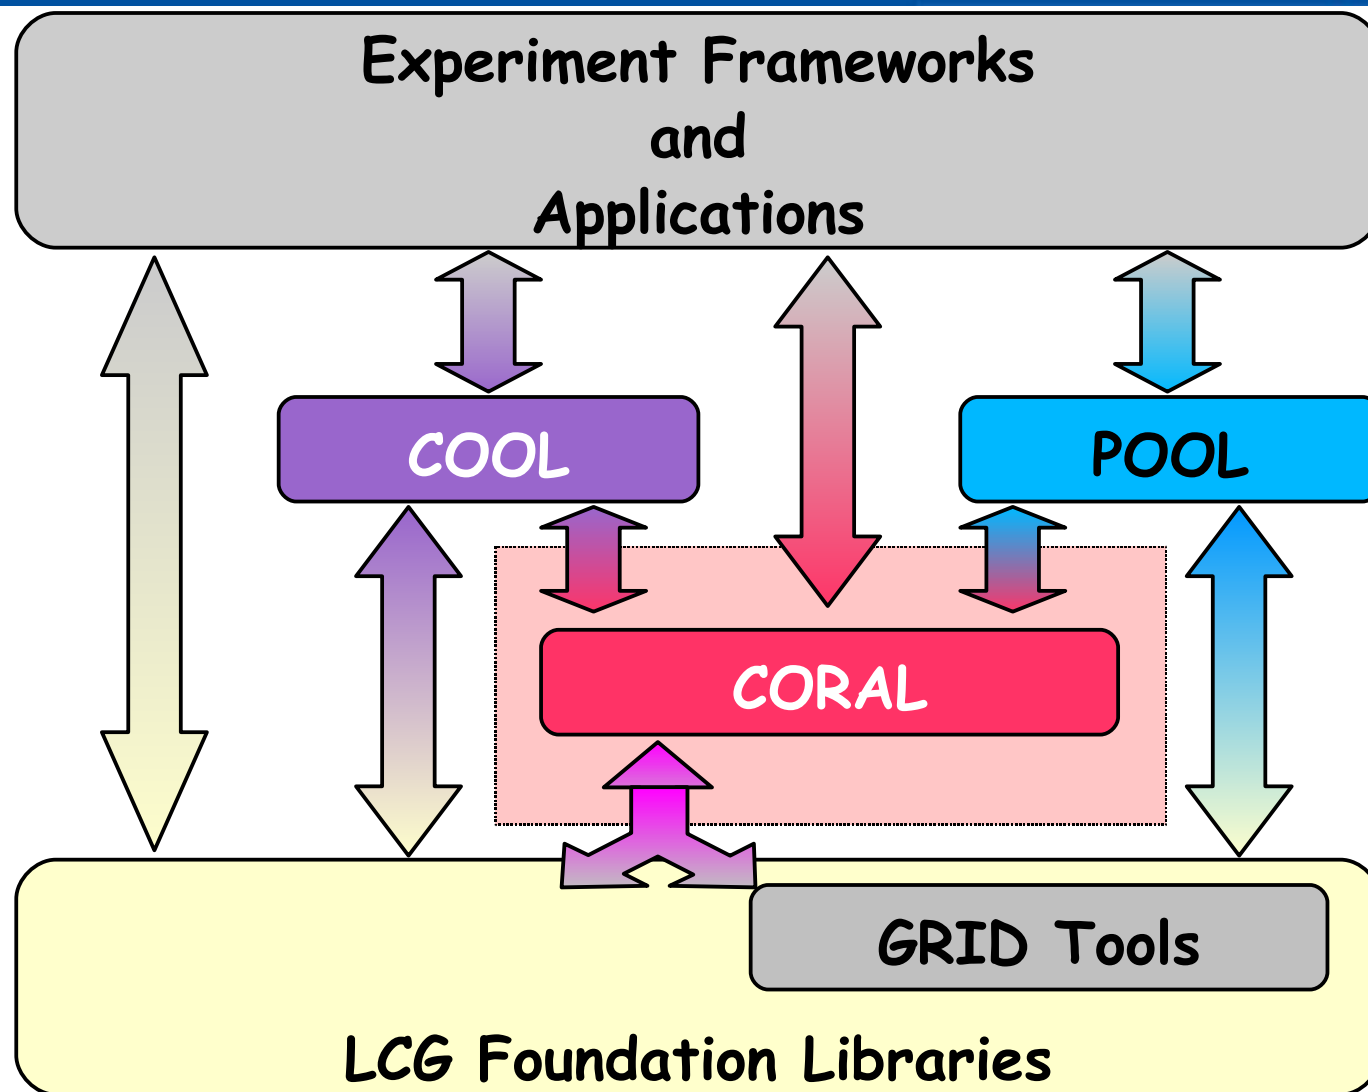 Experiment Frameworks
and
Applications
COOL
POOL
CORAL
GRID Tools
LCG Foundation Libraries